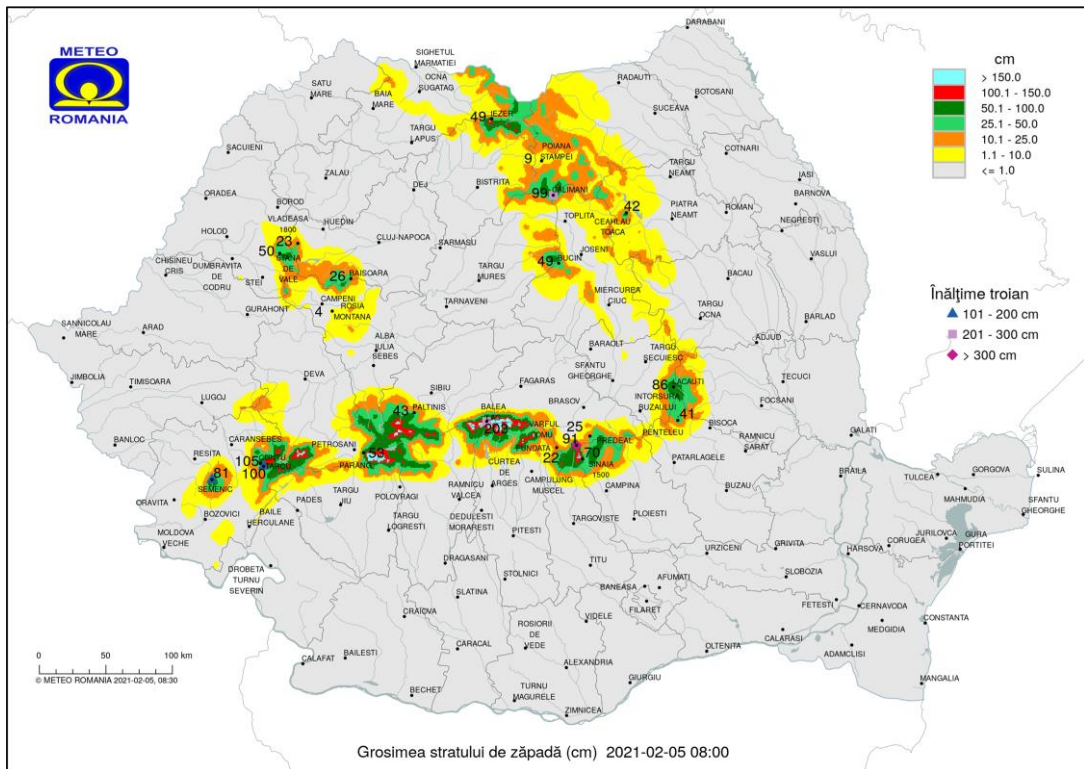 METEO
ROMANIA
DARABANI
SIGHETUL
MARMATIEI
OCNA
SUGATAG
SATU
MARE
BAIA
MARE
RADAUTI
BOTOSANI
SUCEAVA
49 IEZER
TARGU
LAPUS
POIANA
9 STAMPEI
COTNARI
SACUIENI
ZALAU
DEJ
BISTRITA
TARGU
NEAMT
IASI
ORADEA
99 CALIMANI
BARNOVA
BOROD
42
PIATRA
NEAMT
ROMAN
NEGRESTI
VLADEASA
1800
HUEDIN
TOPLITA
CEAHLAU
TOACA
HOLOD
23
CLUJ-NAPOCA
SARMASU
50
STANA
DE
VALE
JOSENI
VASLUI
CHISINEU
CRIS
DUMBRAVITA
DE
CODRU
STEI
26 BAISOARA
TARGU
MURES
49 BUCIN
BACAU
MIERCUREA
CIUC
CAMPENI
4
ROSIA
MONTANA
GURAHONT
TARNAVENI
TARGU
OCNA
BARLAD
SANNICOLAU
MARE
ARAD
ALBA
IULIA
SEBES
BARAOLT
TARGU
SECUIESC
ADJUD
JIMBOLIA
TIMISOARA
DEVA
SIBIU
FAGARAS
SFANTU
GHEORGHE
86 LACAUTI
TECUCI
INTORSURA
BUZAULUI
FOCSANI
LUGOJ
43 PALTINIS
BALEA
LAC
202
VARFUL
OMU
BRASOV
41
PENTELEU
BISOCA
BANLOC
CARANSEBES
PETROSANI
25
91
PREDEAL
FUNDATA
22
70
SINAIA
1500
RAMNICU
SARAT
GALATI
RESITA
105
100
CUNTU
TARCU
PARANG
53
CURTEA
DE
ARGES
CAMPULUNG
MUSCEL
CAMPINA
PATARLAGELE
BRAILA
TULCEA
GORGOVA
SULINA
81
SEMENIC
ORAVITA
BOZOVICI
BAILE
HERCULANE
PADES
TARGU
JIU
POLOVRAGI
RAMNICU
VALCEA
BUZAU
MAHMUDIA
SFANTU
GHEORGHE
MOLDOVA
VECHE
TARGU
LOGRESTI
DEDULESTI
MORARESTI
PITESTI
TARGOVISTE
PLOIESTI
JURILOVCA
GURA
PORTITEI
CORUGEA
DROBETA
TURNU
SEVERIN
DRAGASANI
TITU
URZICENI
GRIVITA
HARSOVA
STOLNICI
SLATINA
BANEASA
AFUMATI
FILARET
SLOBOZIA
FETESTI
CERNAVODA
CRAIOVA
ROSIORII
DE
VEDE
VIDELE
MEDGIDIA
CONSTANTA
CARACAL
OLTENITA
CALARASI
ADAMCLISI
CALAFAT
BAILESTI
ALEXANDRIA
GIURGIU
MANGALIA
BECHET
TURNU
MAGURELE
ZIMNICEA
cm
> 150.0
100.1 - 150.0
50.1 - 100.0
25.1 - 50.0
10.1 - 25.0
1.1 - 10.0
<= 1.0
Înălțime troian
101 - 200 cm
201 - 300 cm
> 300 cm
0 50 100 km
© METEO ROMANIA 2021-02-05, 08:30
Grosimea stratului de zăpadă (cm) 2021-02-05 08:00